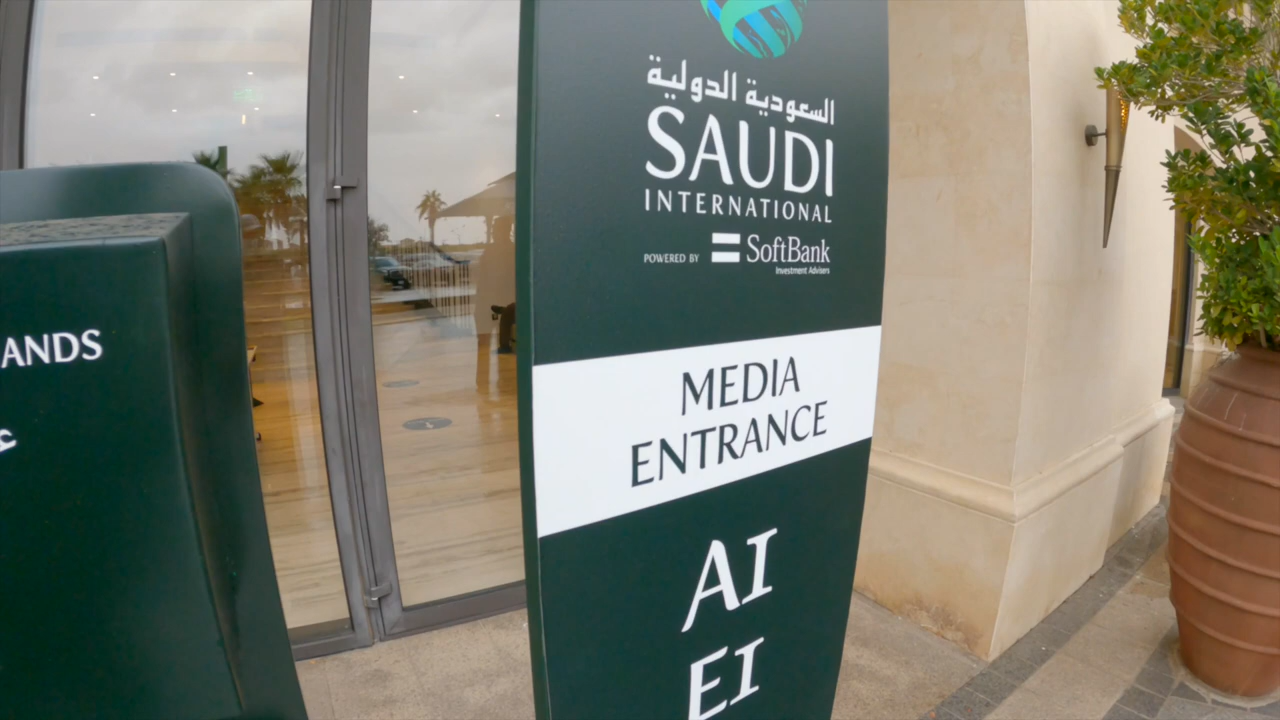 السعودية الدولية
SAUDI
INTERNATIONAL
POWERED BY SoftBank
Investment Advisers
MEDIA
ENTRANCE
AI
EI
ANDS